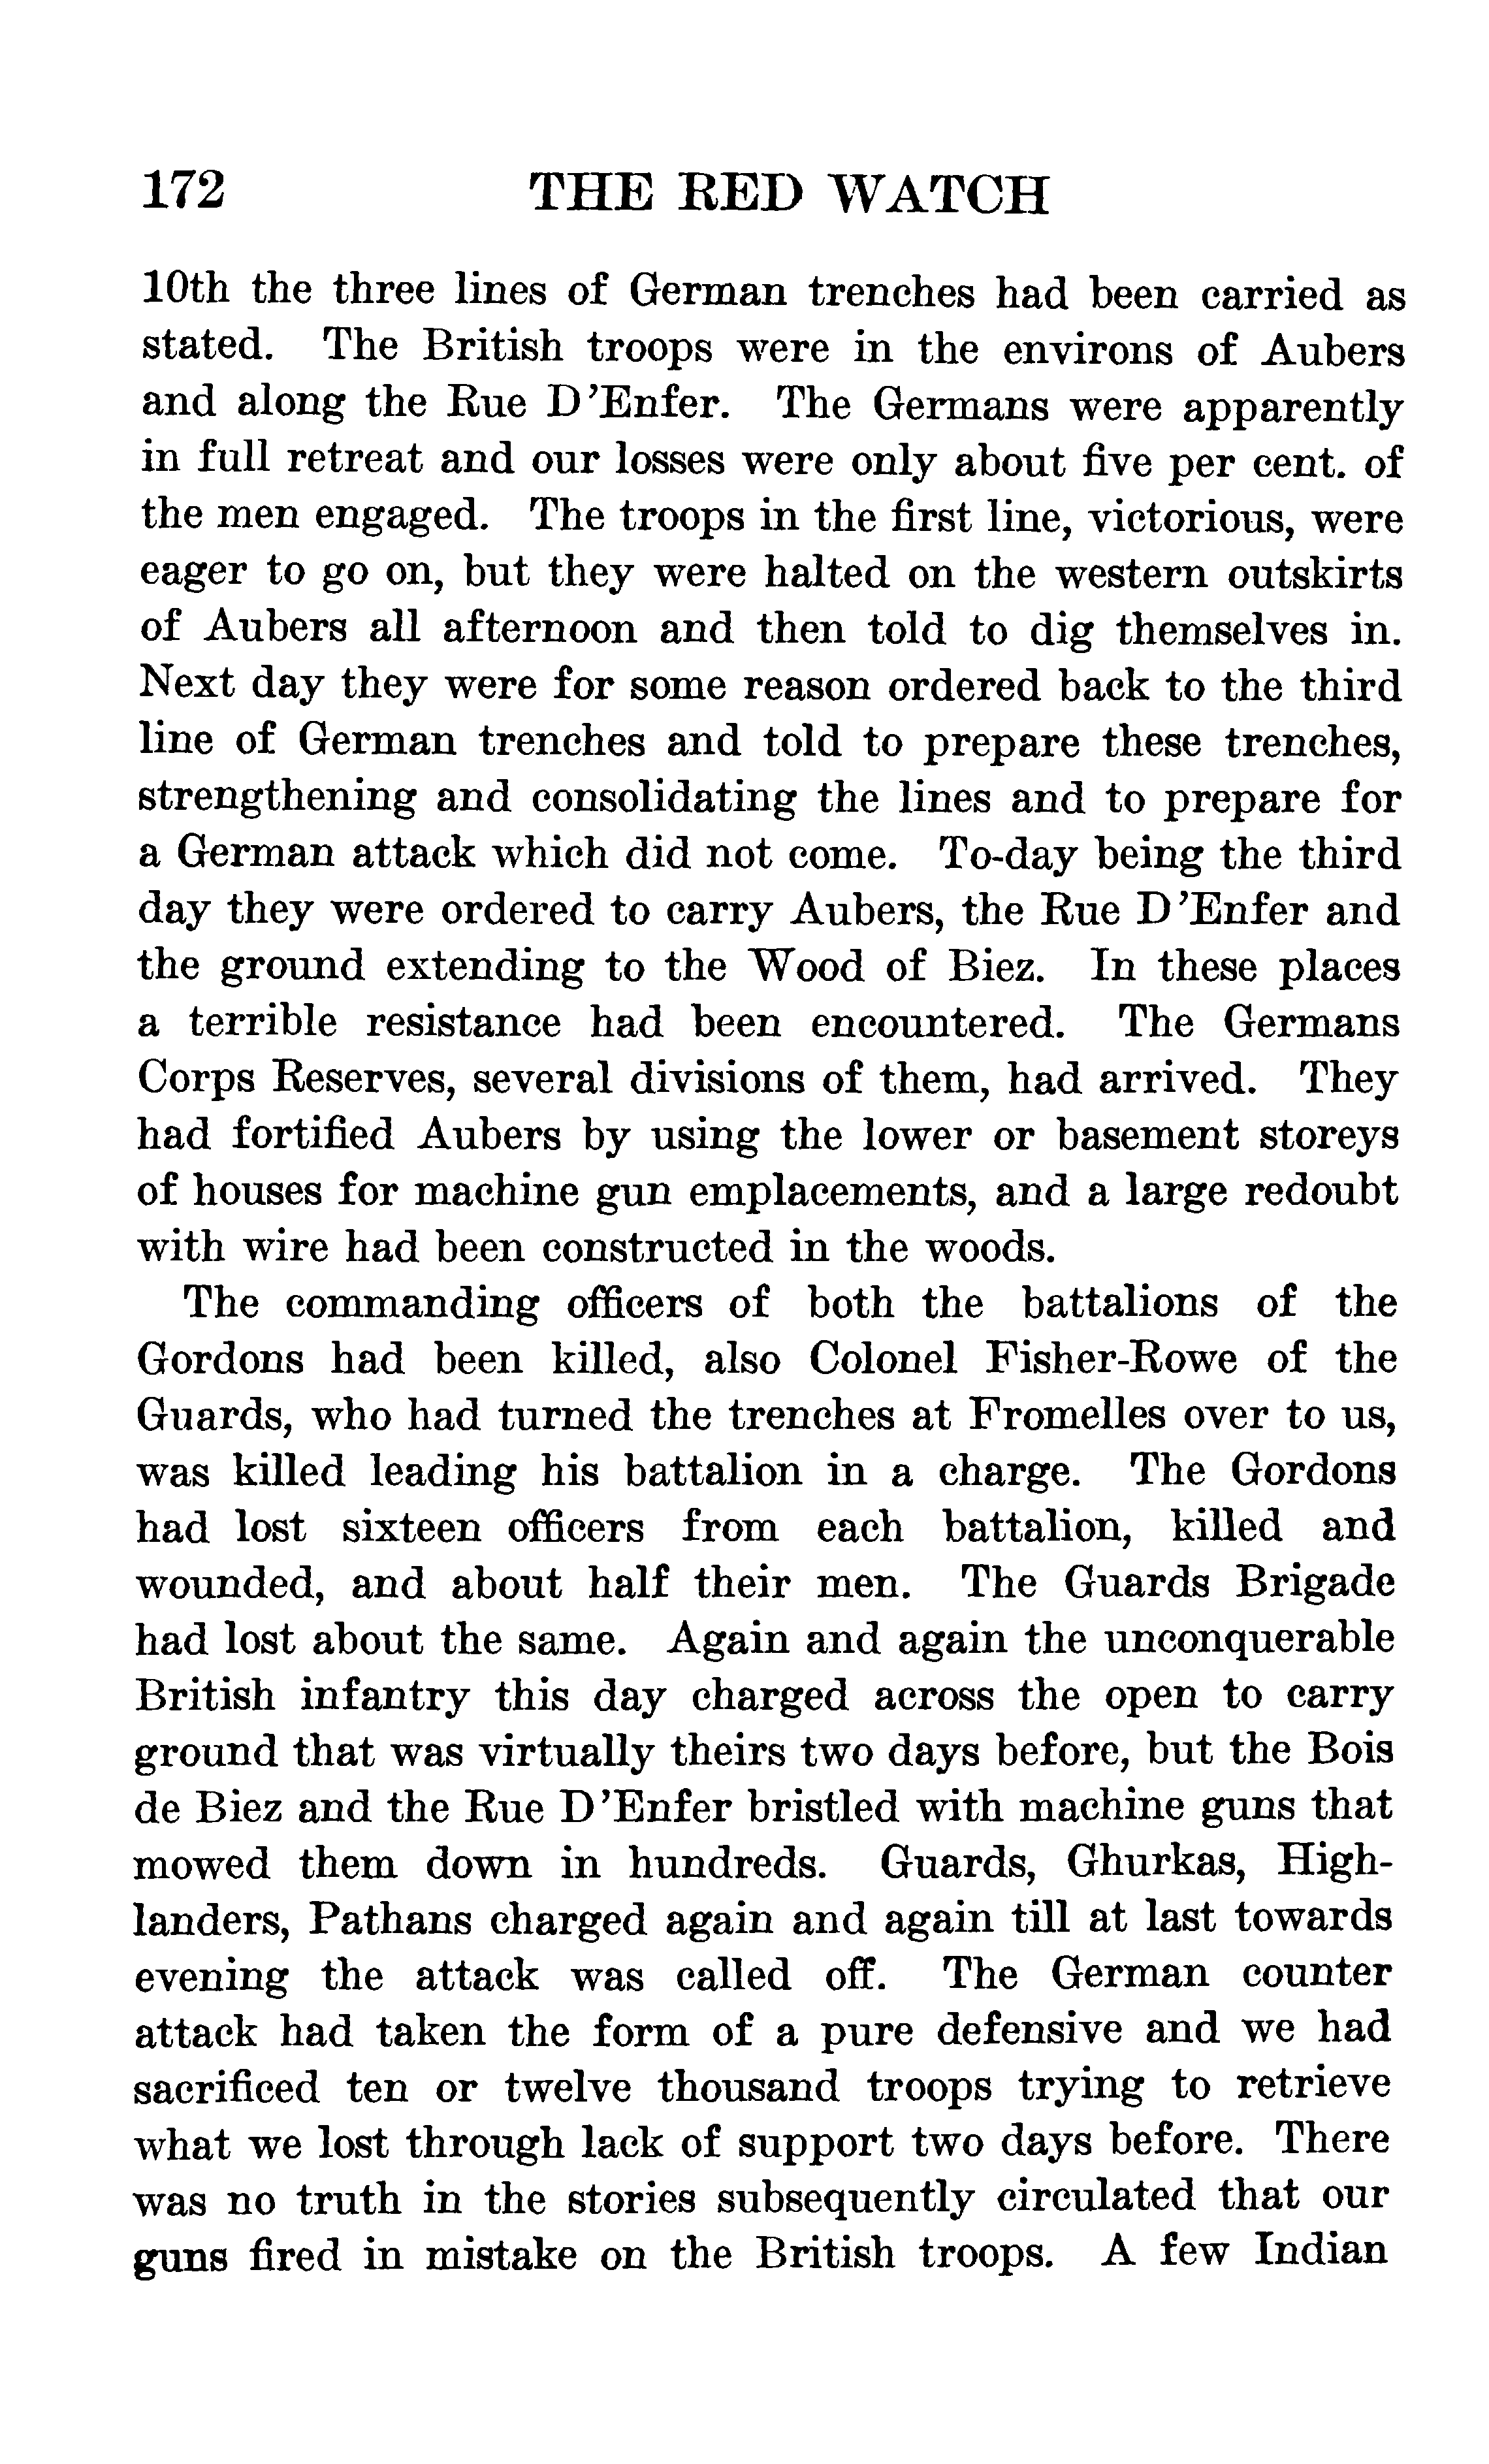 172 THE RED WATCH
10th the three lines of German trenches had been carried as
stated. The British troops were in the environs of Aubers
and along the Rue D'Enfer. The Germans were apparently
in full retreat and our losses were only about five per cent. of
the men engaged. The troops in the first line, victorious, were
eager to go on, but they were halted on the western outskirts
of Aubers all afternoon and then told to dig themselves in.
Next day they were for some reason ordered back to the third
line of German trenches and told to prepare these trenches,
strengthening and consolidating the lines and to prepare for
a German attack which did not come. To-day being the third
day they were ordered to carry Aubers, the Rue D'Enfer and
the ground extending to the Wood of Biez. In these places
a terrible resistance had been encountered. The Germans
Corps Reserves, several divisions of them, had arrived. They
had fortified Aubers by using the lower or basement storeys
of houses for machine gun emplacements, and a large redoubt
with wire had been constructed in the woods.
The commanding officers of both the battalions of the
Gordons had been killed, also Colonel Fisher-Rowe of the
Guards, who had turned the trenches at Fromelles over to us,
was killed leading his battalion in a charge. The Gordons
had lost sixteen officers from each battalion, killed and
wounded, and about half their men. The Guards Brigade
had lost about the same. Again and again the unconquerable
British infantry this day charged across the open to carry
ground that was virtually theirs two days before, but the Bois
de Biez and the Rue D'Enfer bristled with machine guns that
mowed them down in hundreds. Guards, Ghurkas, High-
landers, Pathans charged again and again till at last towards
evening the attack was called off. The German counter
attack had taken the form of a pure defensive and we had
sacrificed ten or twelve thousand troops trying to retrieve
what we lost through lack of support two days before. There
was no truth in the stories subsequently circulated that our
guns fired in mistake on the British troops. A few Indian